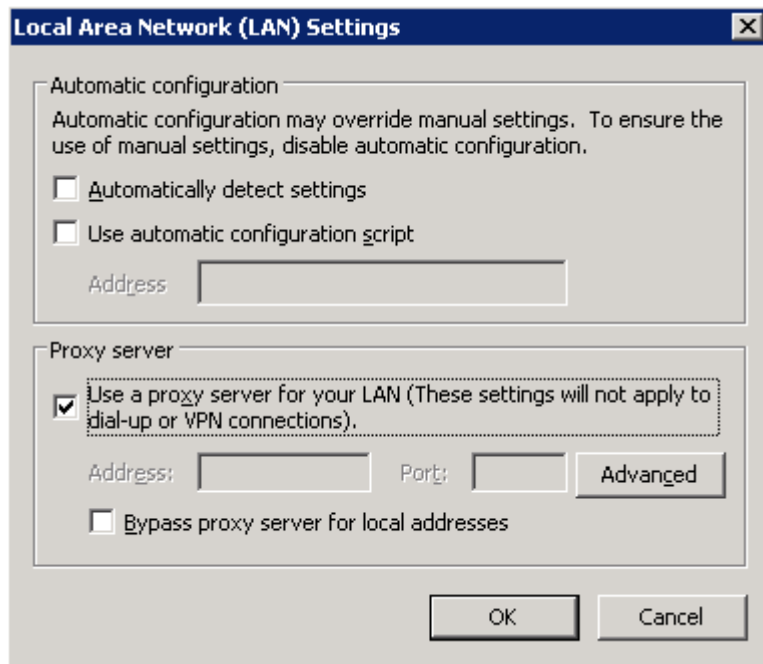 Local Area Network (LAN) Settings
Automatic configuration
Automatic configuration may override manual settings.  To ensure the
use of manual settings, disable automatic configuration.
Automatically detect settings
Use automatic configuration script
Address
Proxy server
Use a proxy server for your LAN (These settings will not apply to
dial-up or VPN connections).
Address: Port: Advanced
Bypass proxy server for local addresses
OK Cancel